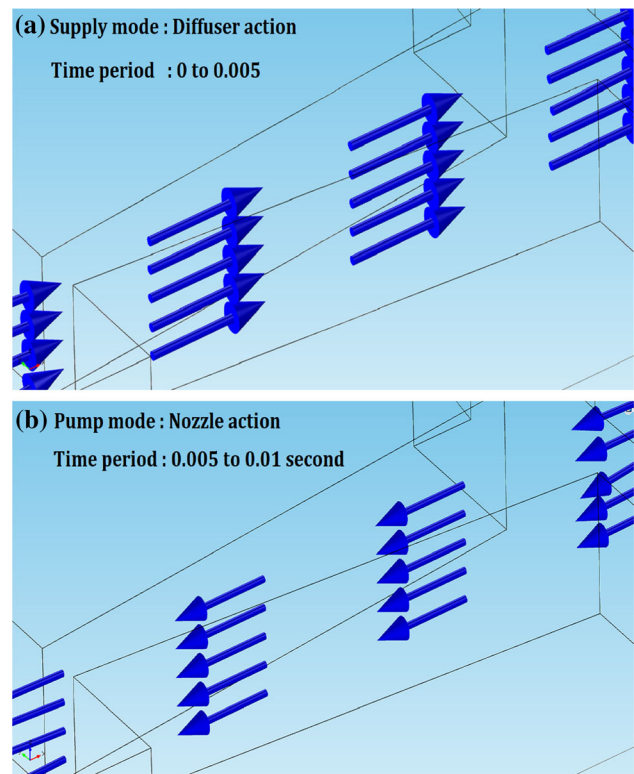 (a) Supply mode : Diffuser action
Time period : 0 to 0.005
(b) Pump mode : Nozzle action
Time period : 0.005 to 0.01 second